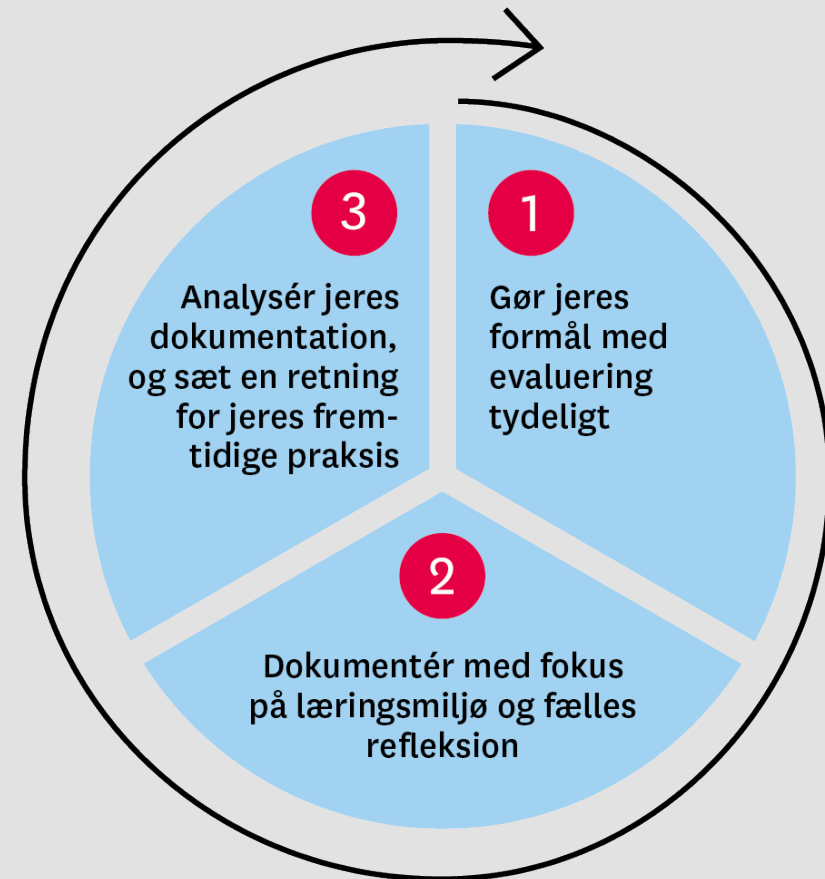 1
Gør jeres
formål med
evaluering
tydeligt
2
Dokumentér med fokus
på læringsmiljø og fælles
refleksion
3
Analysér jeres
dokumentation,
og sæt en retning
for jeres frem-
tidige praksis